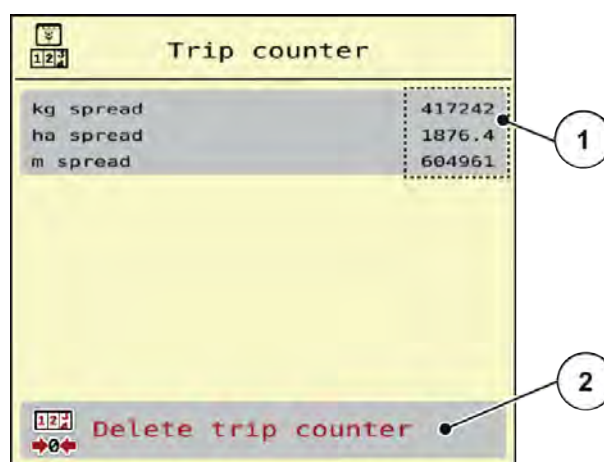 Trip counter
kg spread 417242
ha spread 1876.4
m spread 604961
1
Delete trip counter
2